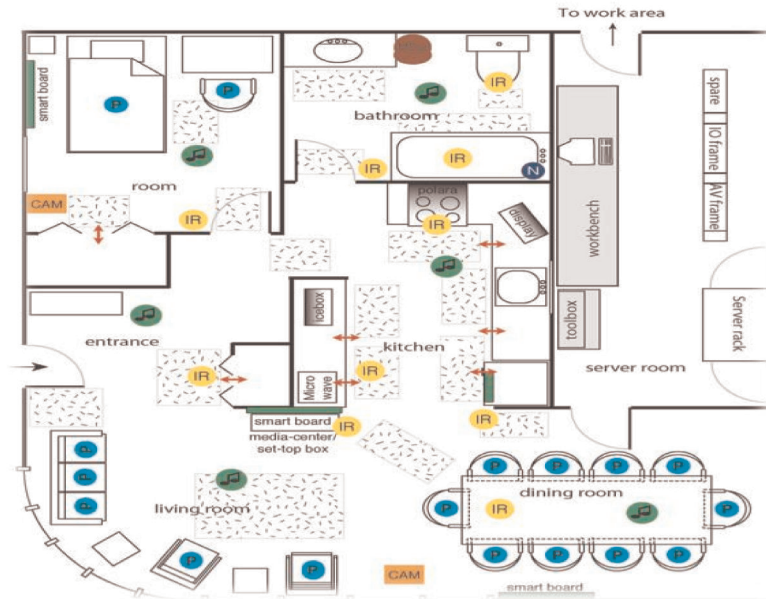 To work area
smart board
P
P
IR
bathroom
spare
IO frame
AV frame
room
IR
IR
N
CAM
IR
polara
IR
display
workbench
Icebox
toolbox
Server rack
entrance
kitchen
server room
IR
Micro
wave
IR
smart board
media-center/
set-top box
IR
IR
P
P
P
P
P
P
P
living room
dining room
P
IR
P
P
P
P
P
P
P
CAM
smart board